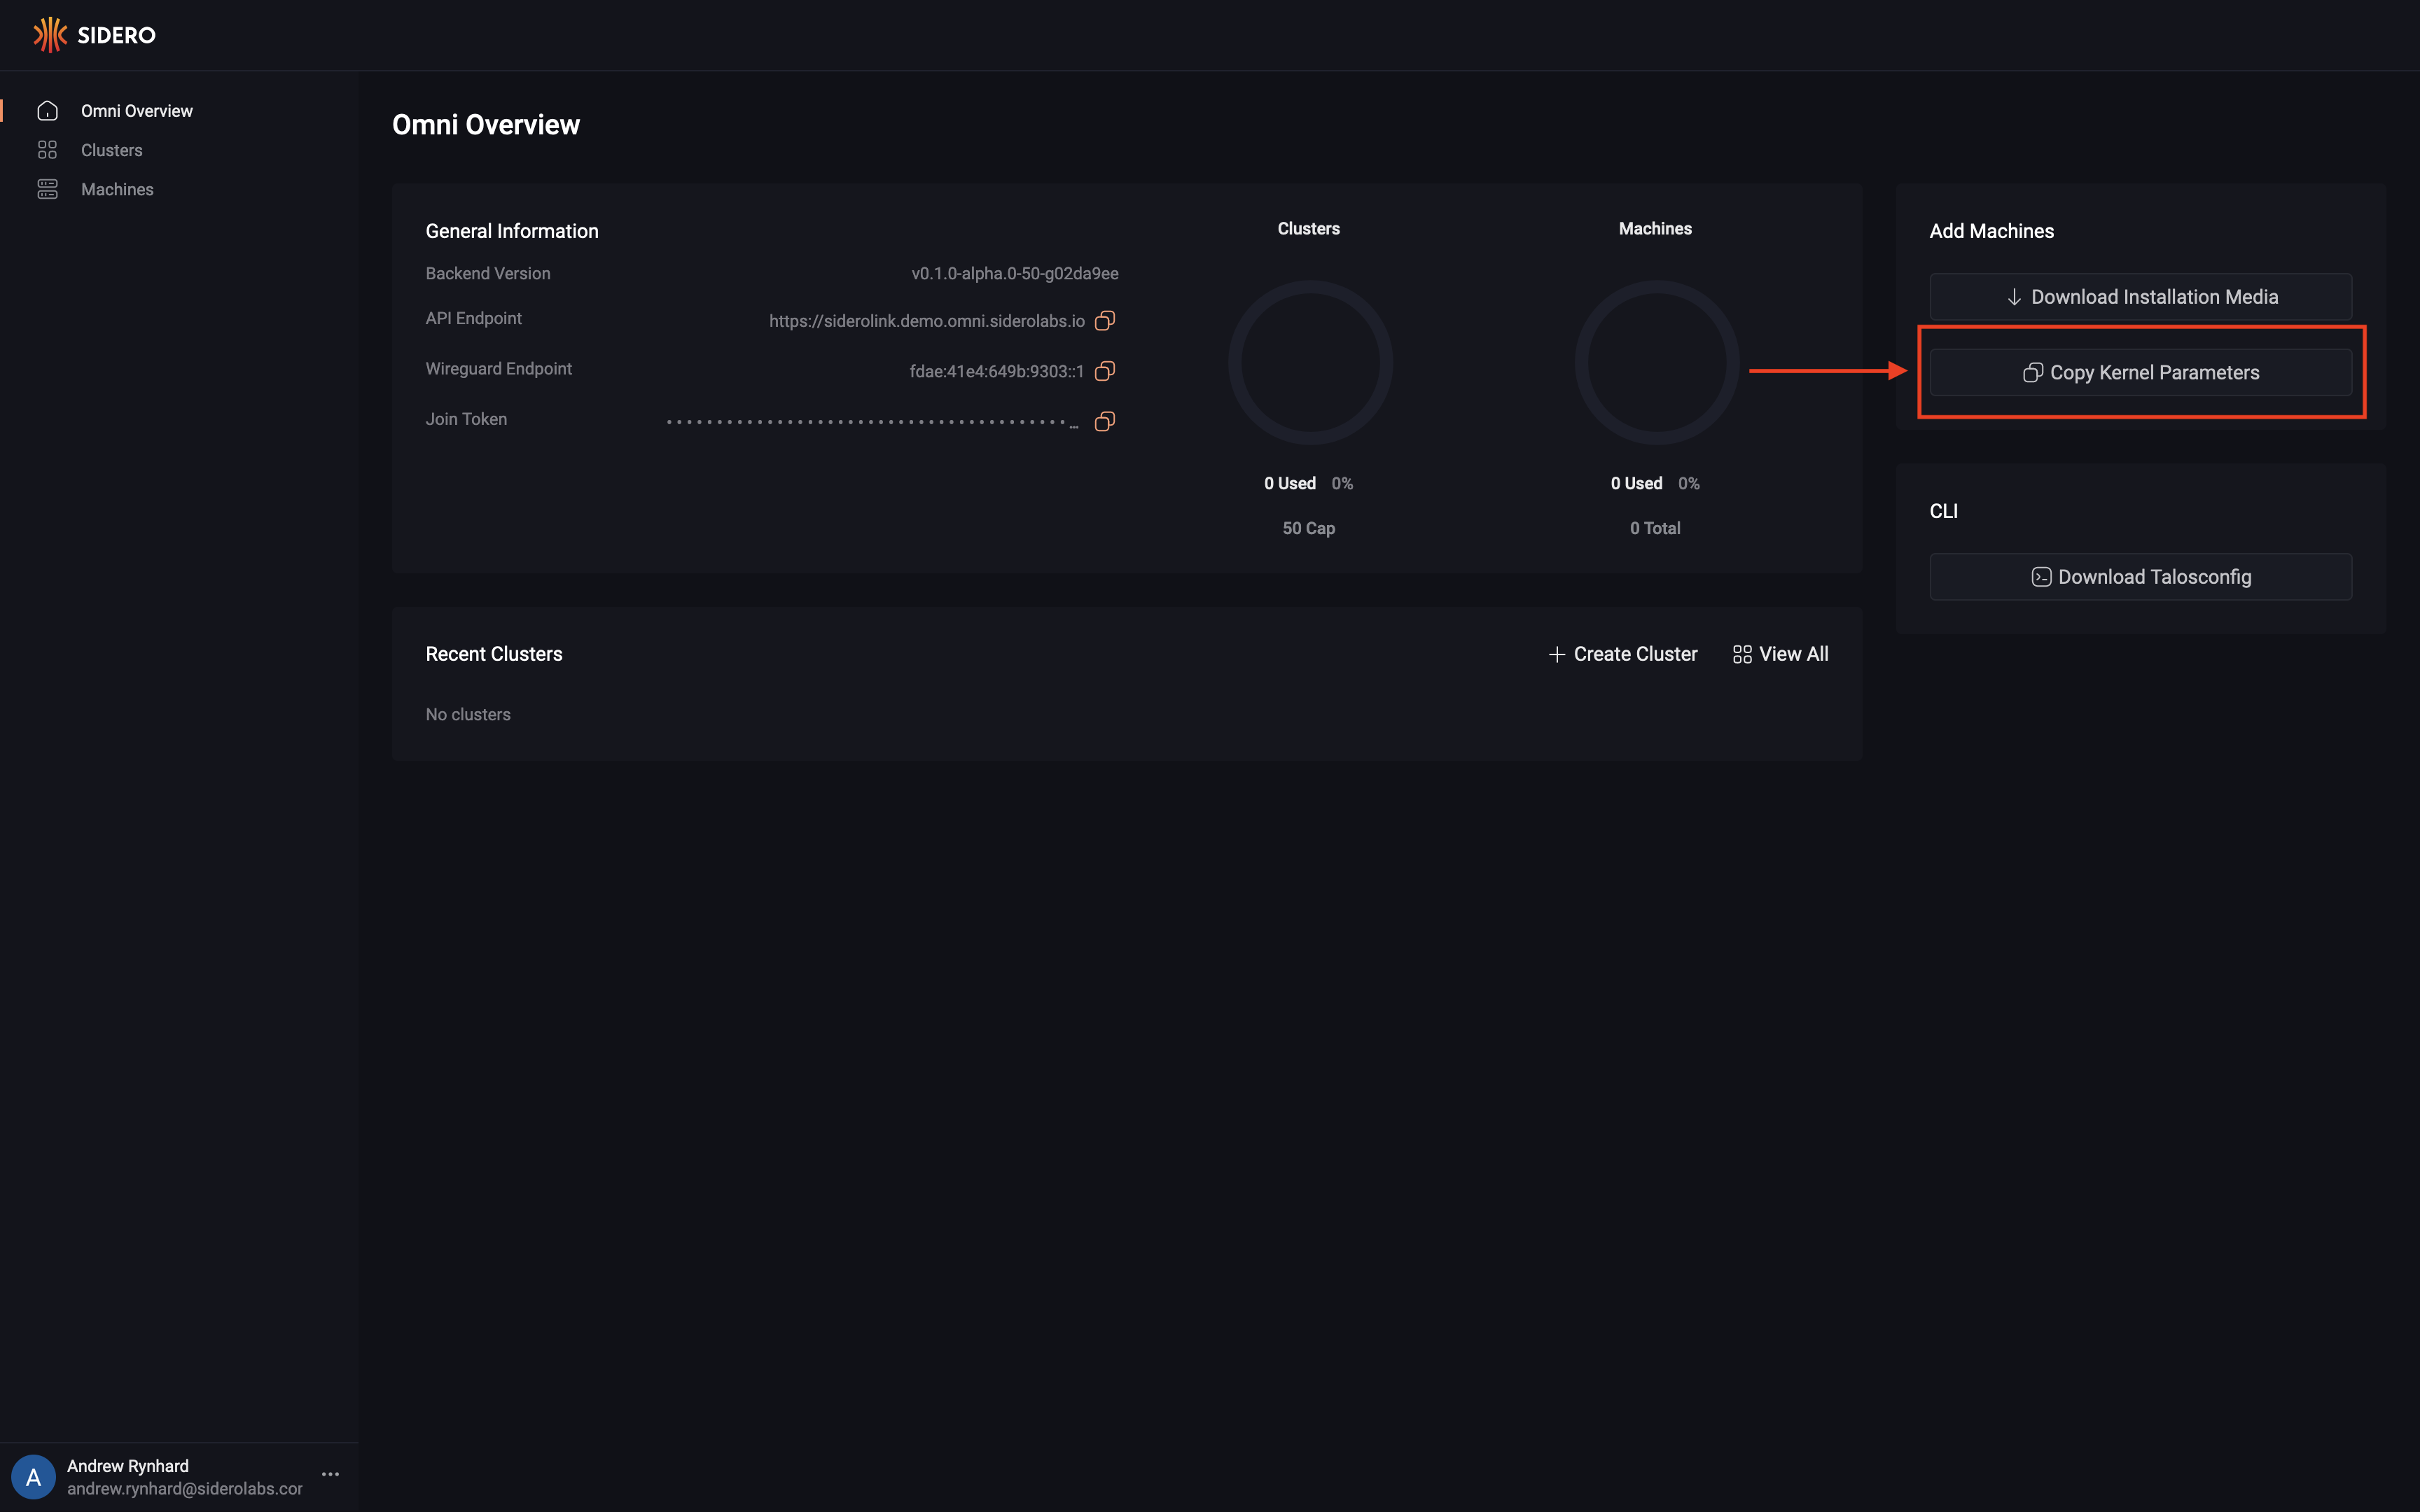 SIDERO
Omni Overview
Clusters
Machines
Omni Overview
General Information
Backend Version v0.1.0-alpha.0-50-g02da9ee
API Endpoint https://siderolink.demo.omni.siderolabs.io
Wireguard Endpoint fdae:41e4:649b:9303::1
Join Token ••••••••••••••••••••••••••••••••••••••••...
Clusters
0 Used 0%
50 Cap
Machines
0 Used 0%
0 Total
Add Machines
Download Installation Media
Copy Kernel Parameters
CLI
Download Talosconfig
Recent Clusters
Create Cluster
View All
No clusters
A
Andrew Rynhard
andrew.rynhard@siderolabs.cor